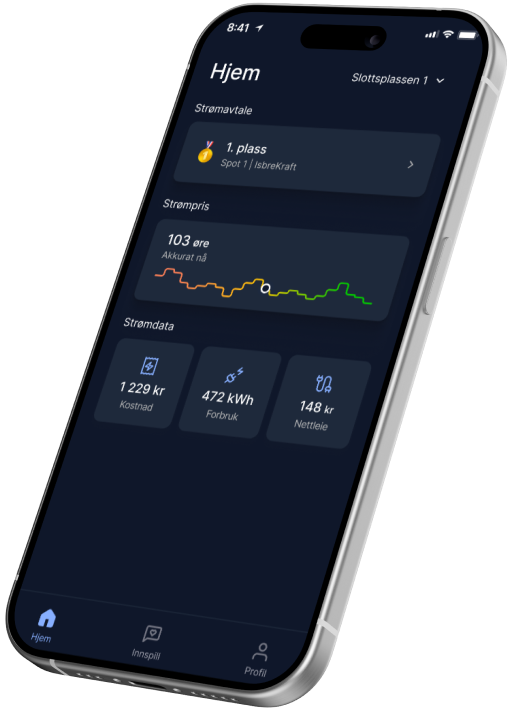 8:41
Hjem
Slottsplassen 1
Strømavtale
1
1. plass
Spot 1 | IsbreKraft
Strømpris
103 øre
Akkurat nå
Strømdata
1 229 kr
Kostnad
472 kWh
Forbruk
148 kr
Nettleie
Hjem
Innspill
Profil